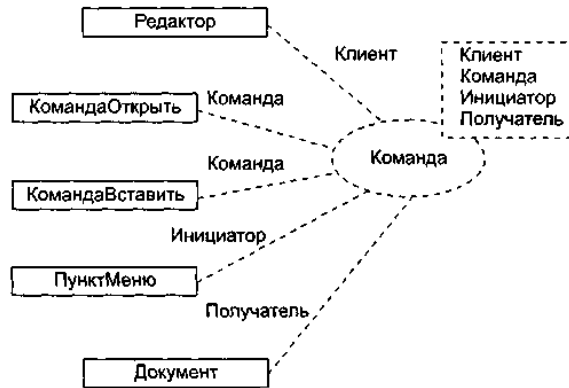 Редактор
Клиент
Клиент
Команда
Инициатор
Получатель
КомандаОткрыть
Команда
Команда
Команда
КомандаВставить
Инициатор
ПунктМеню
Получатель
Документ